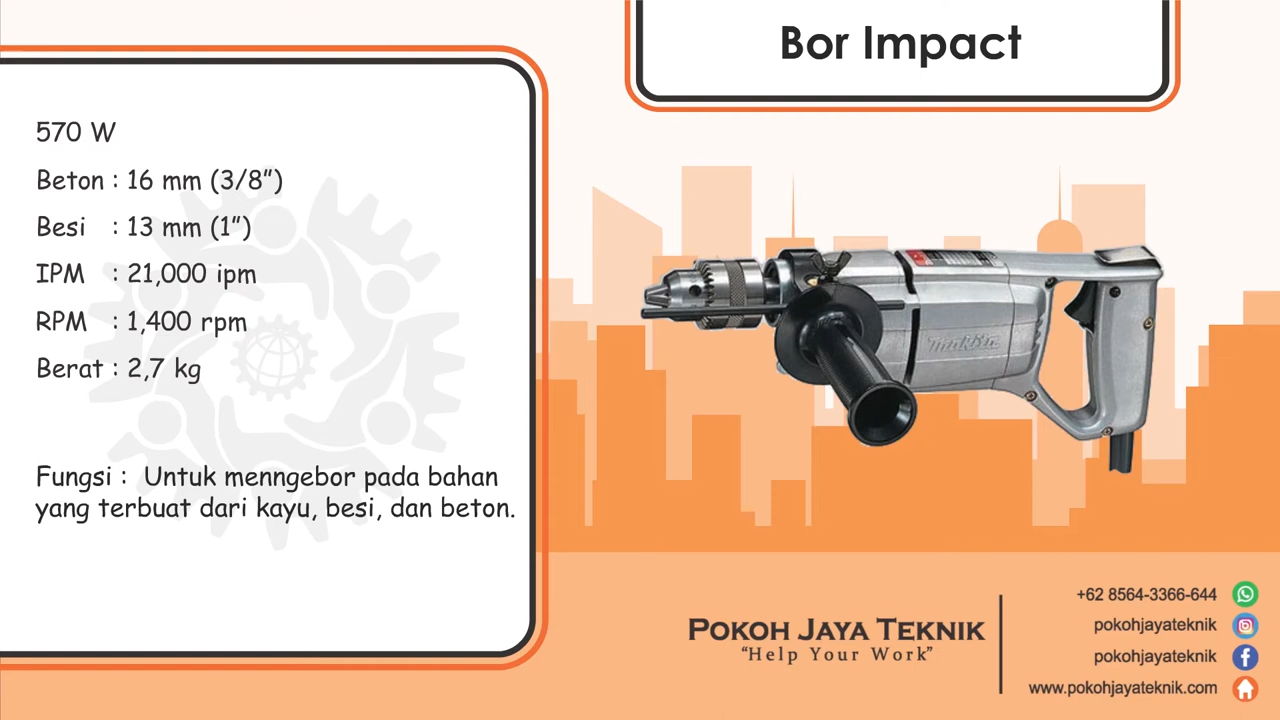 Bor Impact
570 W
Beton : 16 mm (3/8”)
Besi : 13 mm (1”)
IPM : 21,000 ipm
RPM : 1,400 rpm
Berat : 2,7 kg
Fungsi : Untuk menngebor pada bahan
yang terbuat dari kayu, besi, dan beton.
makita
POKOH JAYA TEKNIK
“Help Your Work”
+62 8564-3366-644
pokohjayateknik
pokohjayateknik
www.pokohjayateknik.com